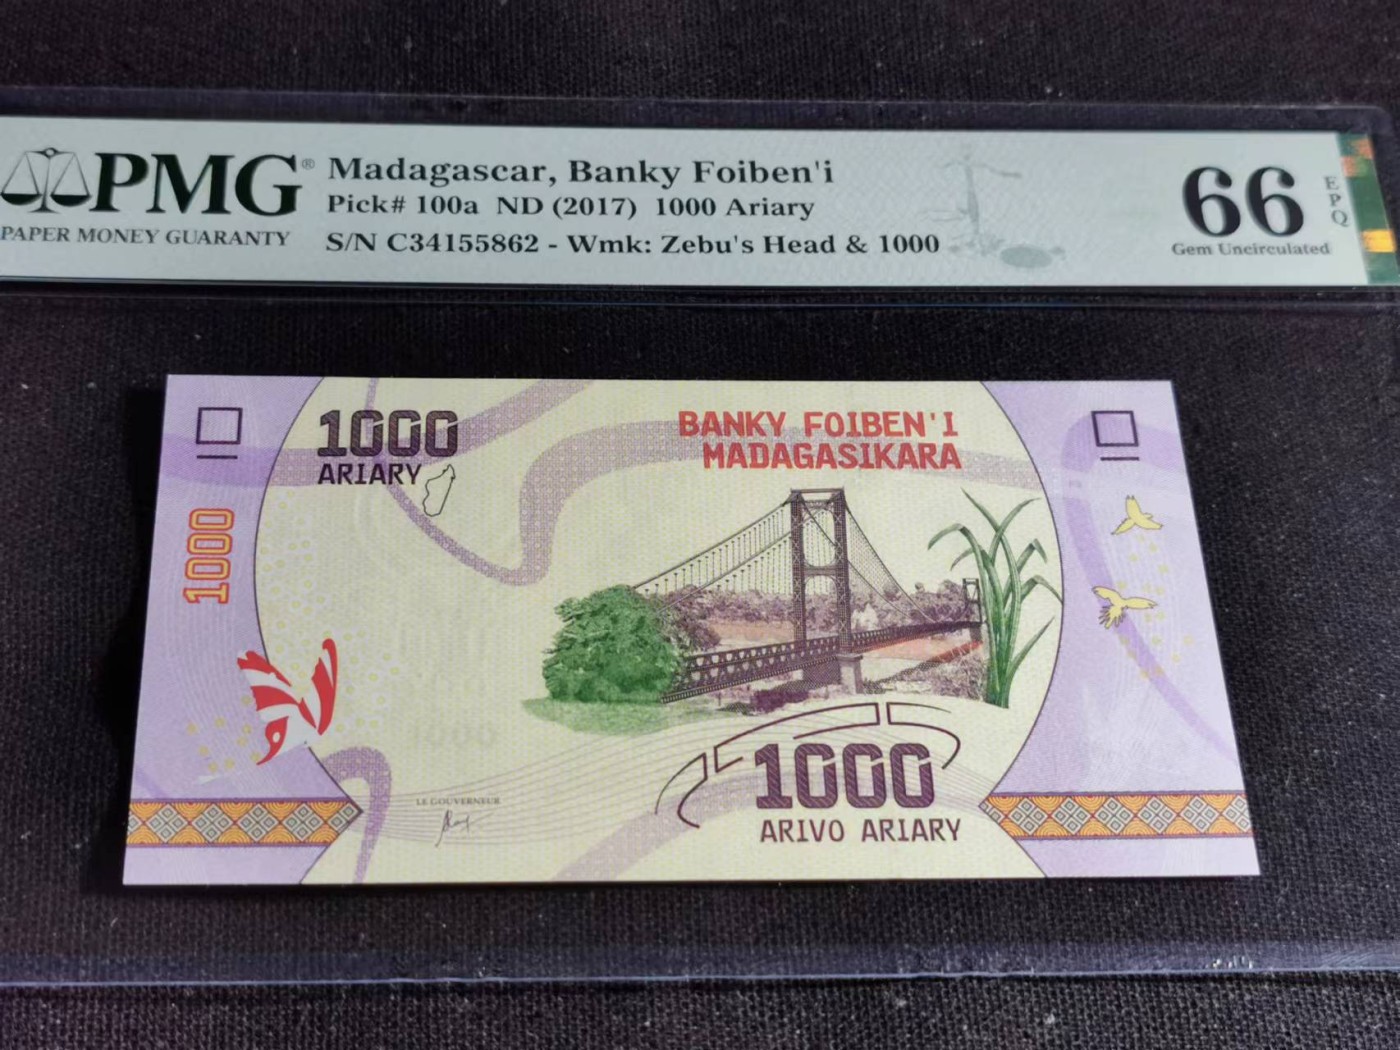 PMG®
PAPER MONEY GUARANTY
Madagascar, Banky Foiben'i
Pick# 100a ND (2017) 1000 Ariary
S/N C34155862 - Wmk: Zebu's Head & 1000
66
EPQ
Gem Uncirculated
1000
ARIARY
BANKY FOIBEN'I
MADAGASIKARA
1000
1000
LE GOUVERNEUR
1000
ARIVO ARIARY